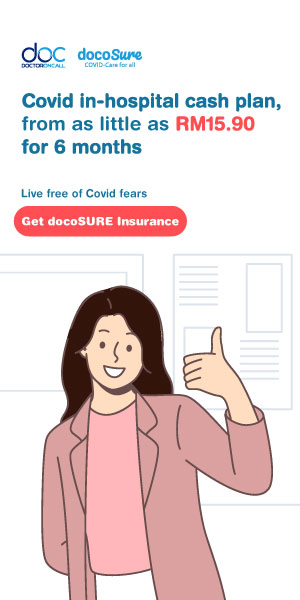 doc docoSure
DOCTORONCALL COVID-Care for all
Covid in-hospital cash plan,
from as little as RM15.90
for 6 months
Live free of Covid fears
Get docoSURE Insurance